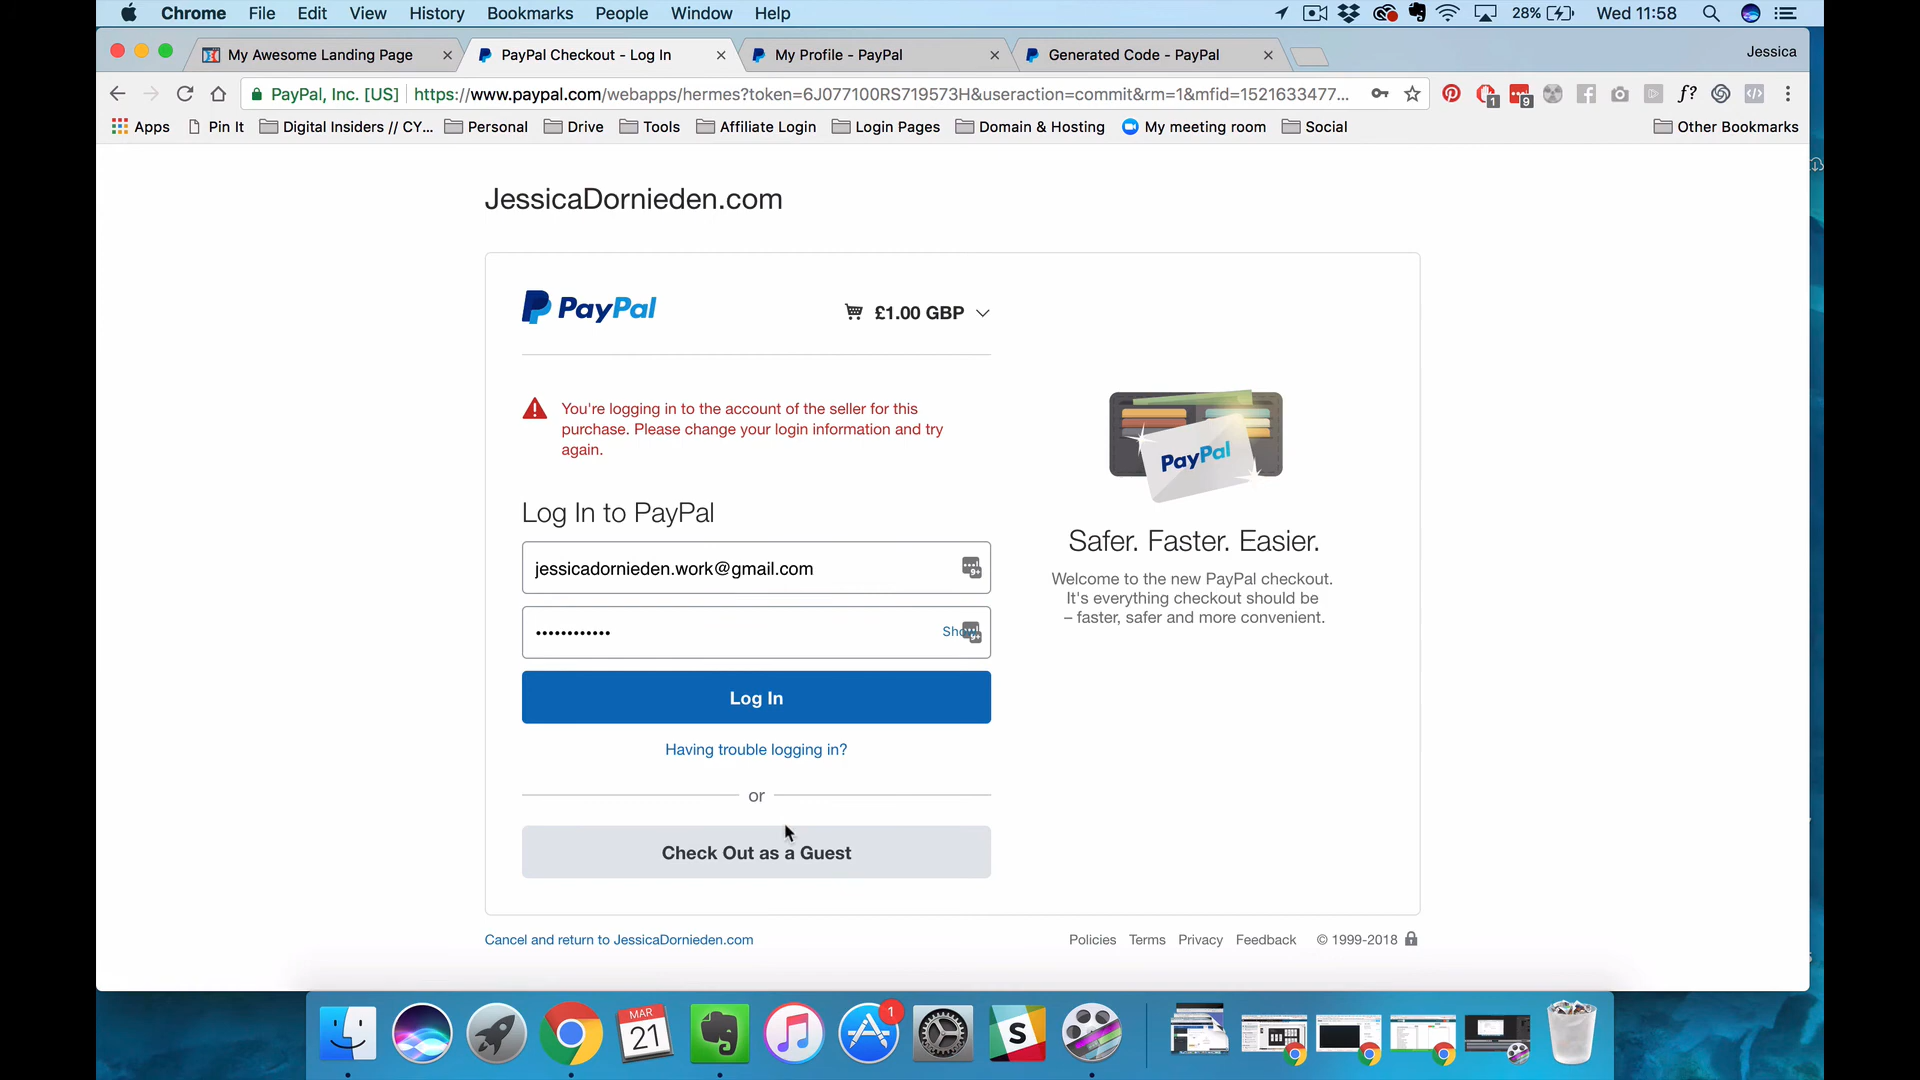 Chrome File Edit View History Bookmarks People Window Help 28% Wed 11:58
My Awesome Landing Page PayPal Checkout - Log In My Profile - PayPal Generated Code - PayPal Jessica
PayPal, Inc. [US] https://www.paypal.com/webapps/hermes?token=6J077100RS719573H&useraction=commit&rm=1&mfid=1521633477... 1 9 f?
Apps Pin It Digital Insiders // CY... Personal Drive Tools Affiliate Login Login Pages Domain & Hosting My meeting room Social Other Bookmarks
JessicaDornieden.com
PayPal £1.00 GBP
You're logging in to the account of the seller for this
purchase. Please change your login information and try
again.
PayPal
Log In to PayPal
Safer. Faster. Easier.
jessicadornieden.work@gmail.com 9+
Welcome to the new PayPal checkout.
It's everything checkout should be
– faster, safer and more convenient.
•••••••••••• Show 9+
Log In
Having trouble logging in?
or
Check Out as a Guest
Cancel and return to JessicaDornieden.com Policies Terms Privacy Feedback © 1999-2018
MAR
21
1
S